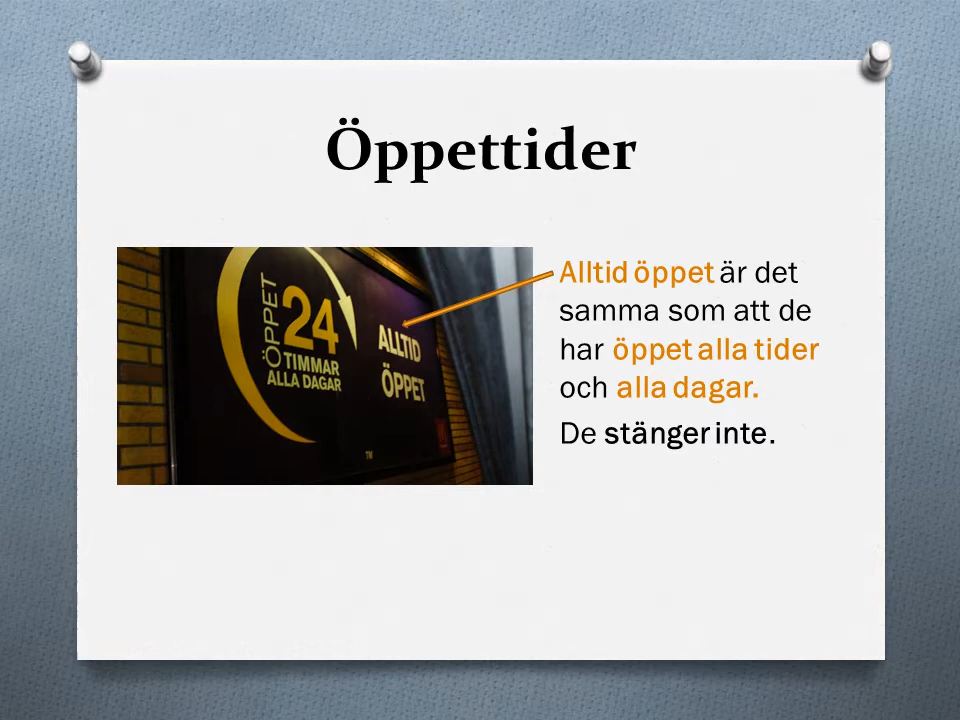 Öppettider
ÖPPET
24
TIMMAR
ALLA DAGAR
ALLTID
ÖPPET
TM
Alltid öppet är det
samma som att de
har öppet alla tider
och alla dagar.
De stänger inte.